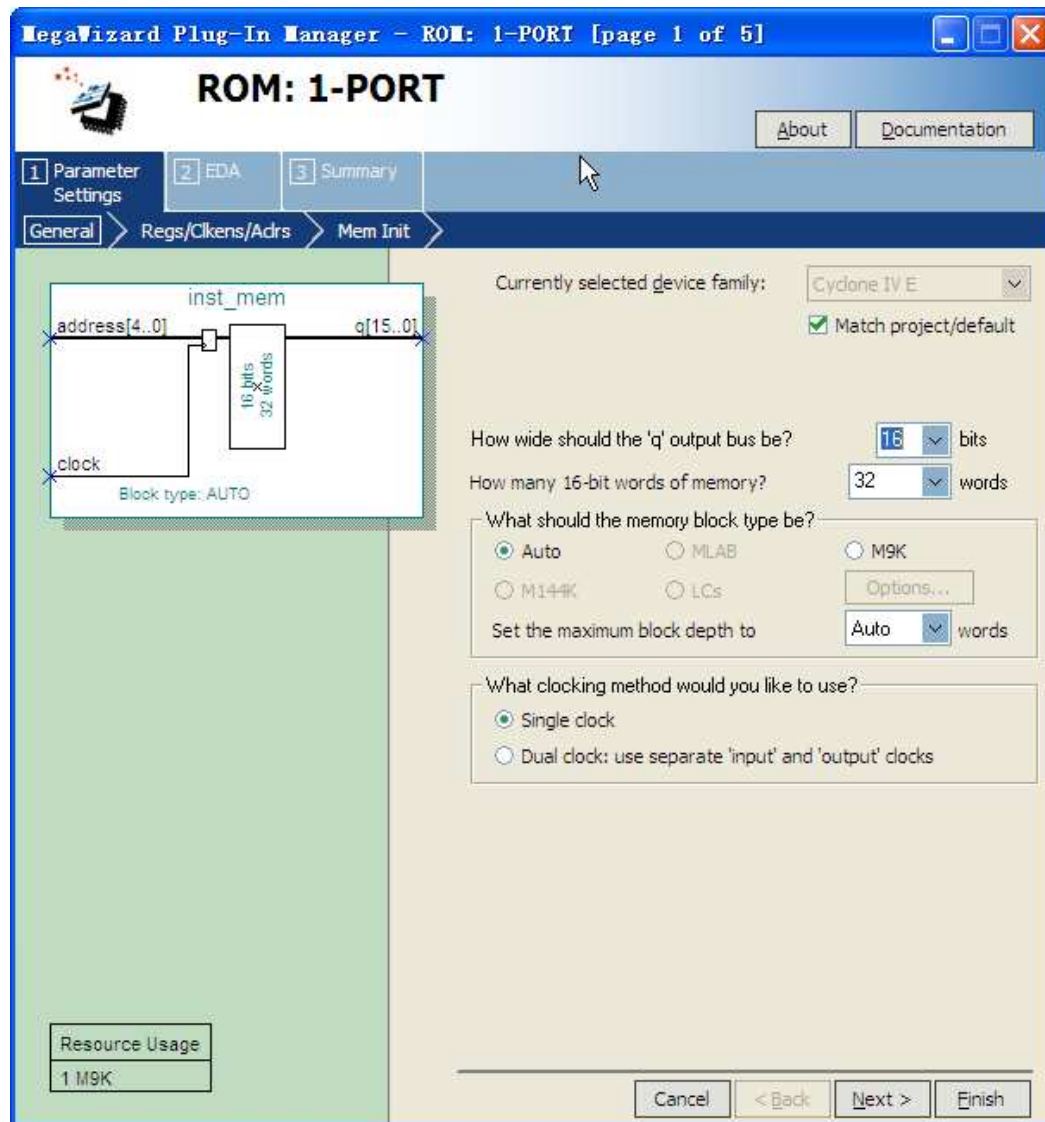 MegaWizard Plug-In Manager - ROM: 1-PORT [page 1 of 5]
ROM: 1-PORT
About
Documentation
1 Parameter Settings
2 EDA
3 Summary
General
Regs/Clkens/Adrs
Mem Init
inst_mem
address[4..0]
q[15..0]
16 bits
×
32 words
clock
Block type: AUTO
Currently selected device family:
Cyclone IV E
Match project/default
How wide should the 'q' output bus be?
16
bits
How many 16-bit words of memory?
32
words
What should the memory block type be?
Auto
MLAB
M9K
M144K
LCs
Options...
Set the maximum block depth to
Auto
words
What clocking method would you like to use?
Single clock
Dual clock: use separate 'input' and 'output' clocks
Resource Usage
1 M9K
Cancel
< Back
Next >
Finish